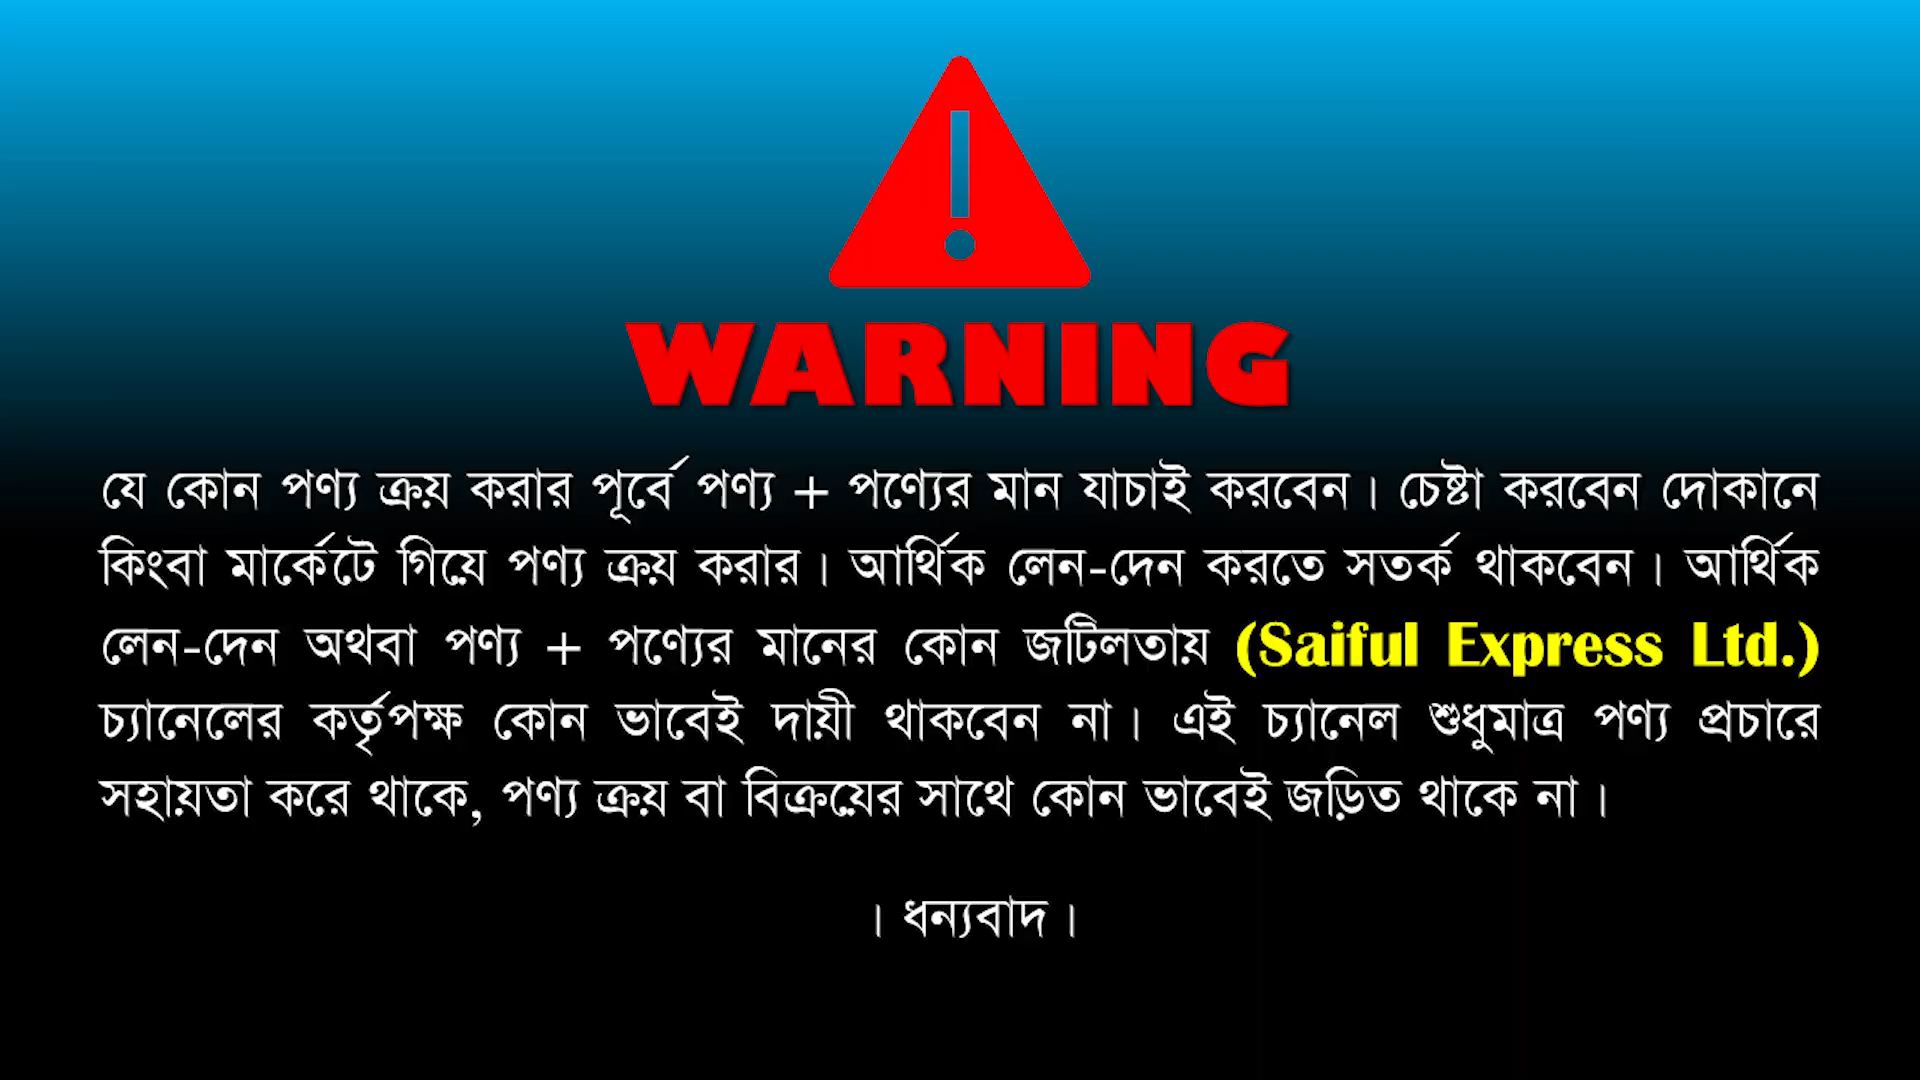 WARNING
যে কোন পণ্য ক্রয় করার পূর্বে পণ্য + পণ্যের মান যাচাই করবেন। চেষ্টা করবেন দোকানে
কিংবা মার্কেটে গিয়ে পণ্য ক্রয় করার। আর্থিক লেন-দেন করতে সতর্ক থাকবেন। আর্থিক
লেন-দেন অথবা পণ্য + পণ্যের মানের কোন জটিলতায় (Saiful Express Ltd.)
চ্যানেলের কর্তৃপক্ষ কোন ভাবেই দায়ী থাকবেন না। এই চ্যানেল শুধুমাত্র পণ্য প্রচারে
সহায়তা করে থাকে, পণ্য ক্রয় বা বিক্রয়ের সাথে কোন ভাবেই জড়িত থাকে না।
। ধন্যবাদ।